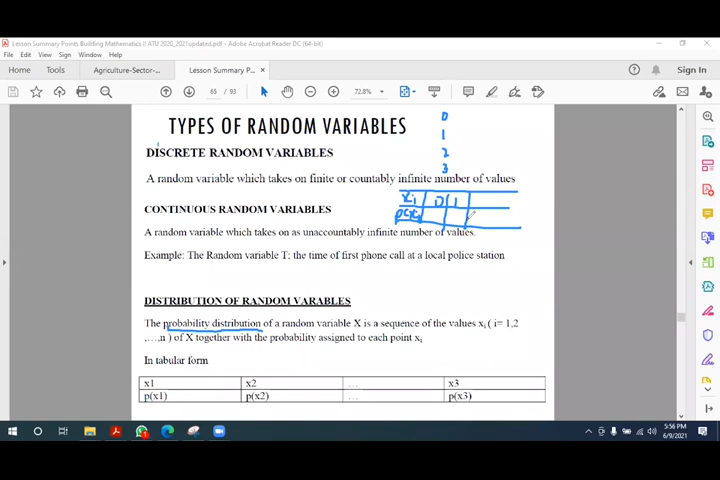 Lesson Summary Points Building Mathematics II ATU 2020_2021updated.pdf - Adobe Acrobat Reader DC (64-bit)
File Edit View Sign Window Help
Home Tools Agriculture-Sector-... Lesson Summary P... × Sign In
65 / 93 72.8%
0
TYPES OF RANDOM VARIABLES
1
DISCRETE RANDOM VARIABLES
2
3
A random variable which takes on finite or countably infinite number of values
xi 0 1
CONTINUOUS RANDOM VARIABLES
p(xi
A random variable which takes on as unaccountably infinite number of values.
Example: The Random variable T; the time of first phone call at a local police station
DISTRIBUTION OF RANDOM VARABLES
The probability distribution of a random variable X is a sequence of the values xi ( i= 1,2
,…,n ) of X together with the probability assigned to each point xi
In tabular form
x1 x2 … x3
p(x1) p(x2) … p(x3)
5:56 PM
6/9/2021